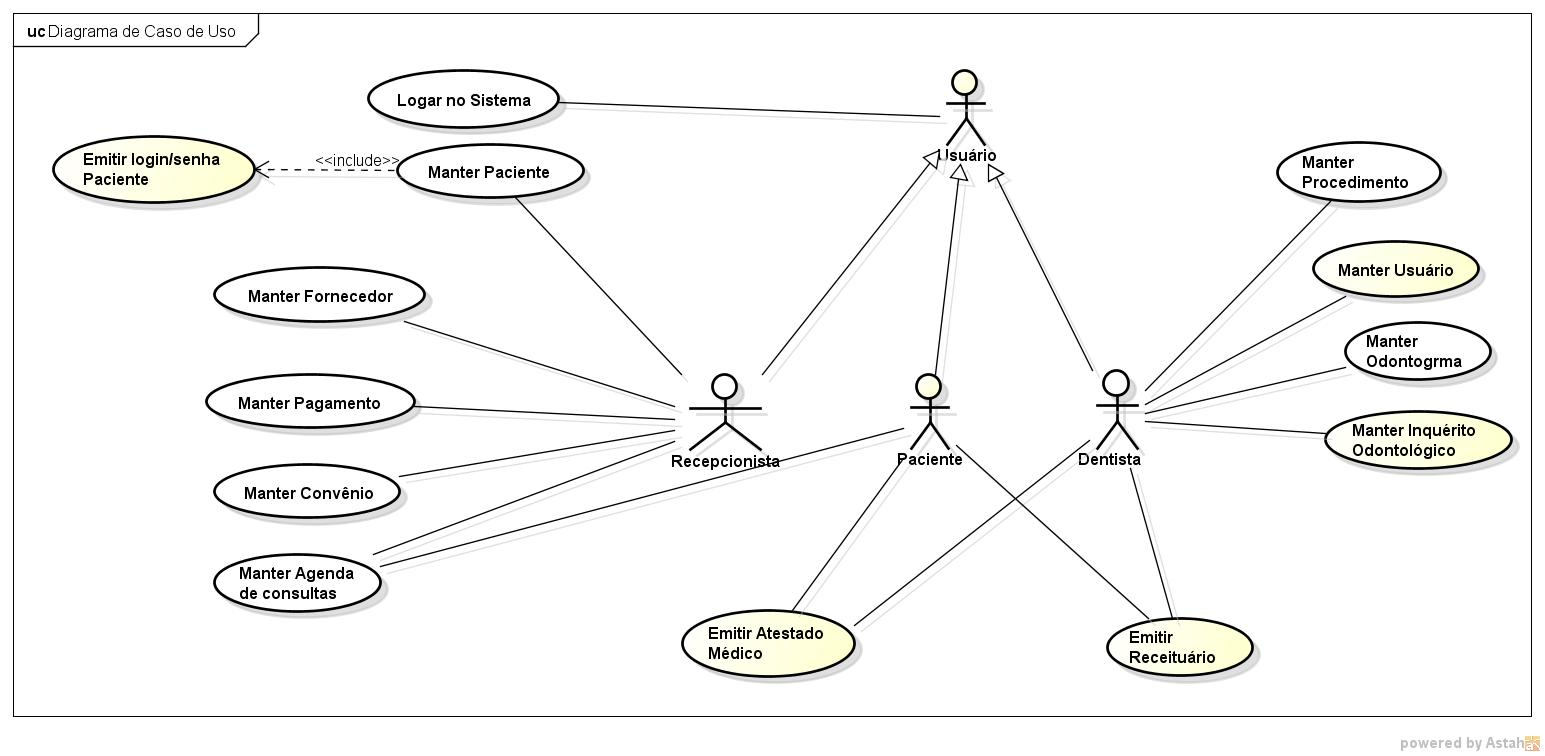 uc Diagrama de Caso de Uso
Logar no Sistema
Emitir login/senha
Paciente
<<include>>
Manter Paciente
Usuário
Manter
Procedimento
Manter Fornecedor
Manter Usuário
Manter
Odontogrma
Manter Pagamento
Manter Inquérito
Odontológico
Recepcionista
Paciente
Dentista
Manter Convênio
Manter Agenda
de consultas
Emitir Atestado
Médico
Emitir
Receituário
powered by Astah